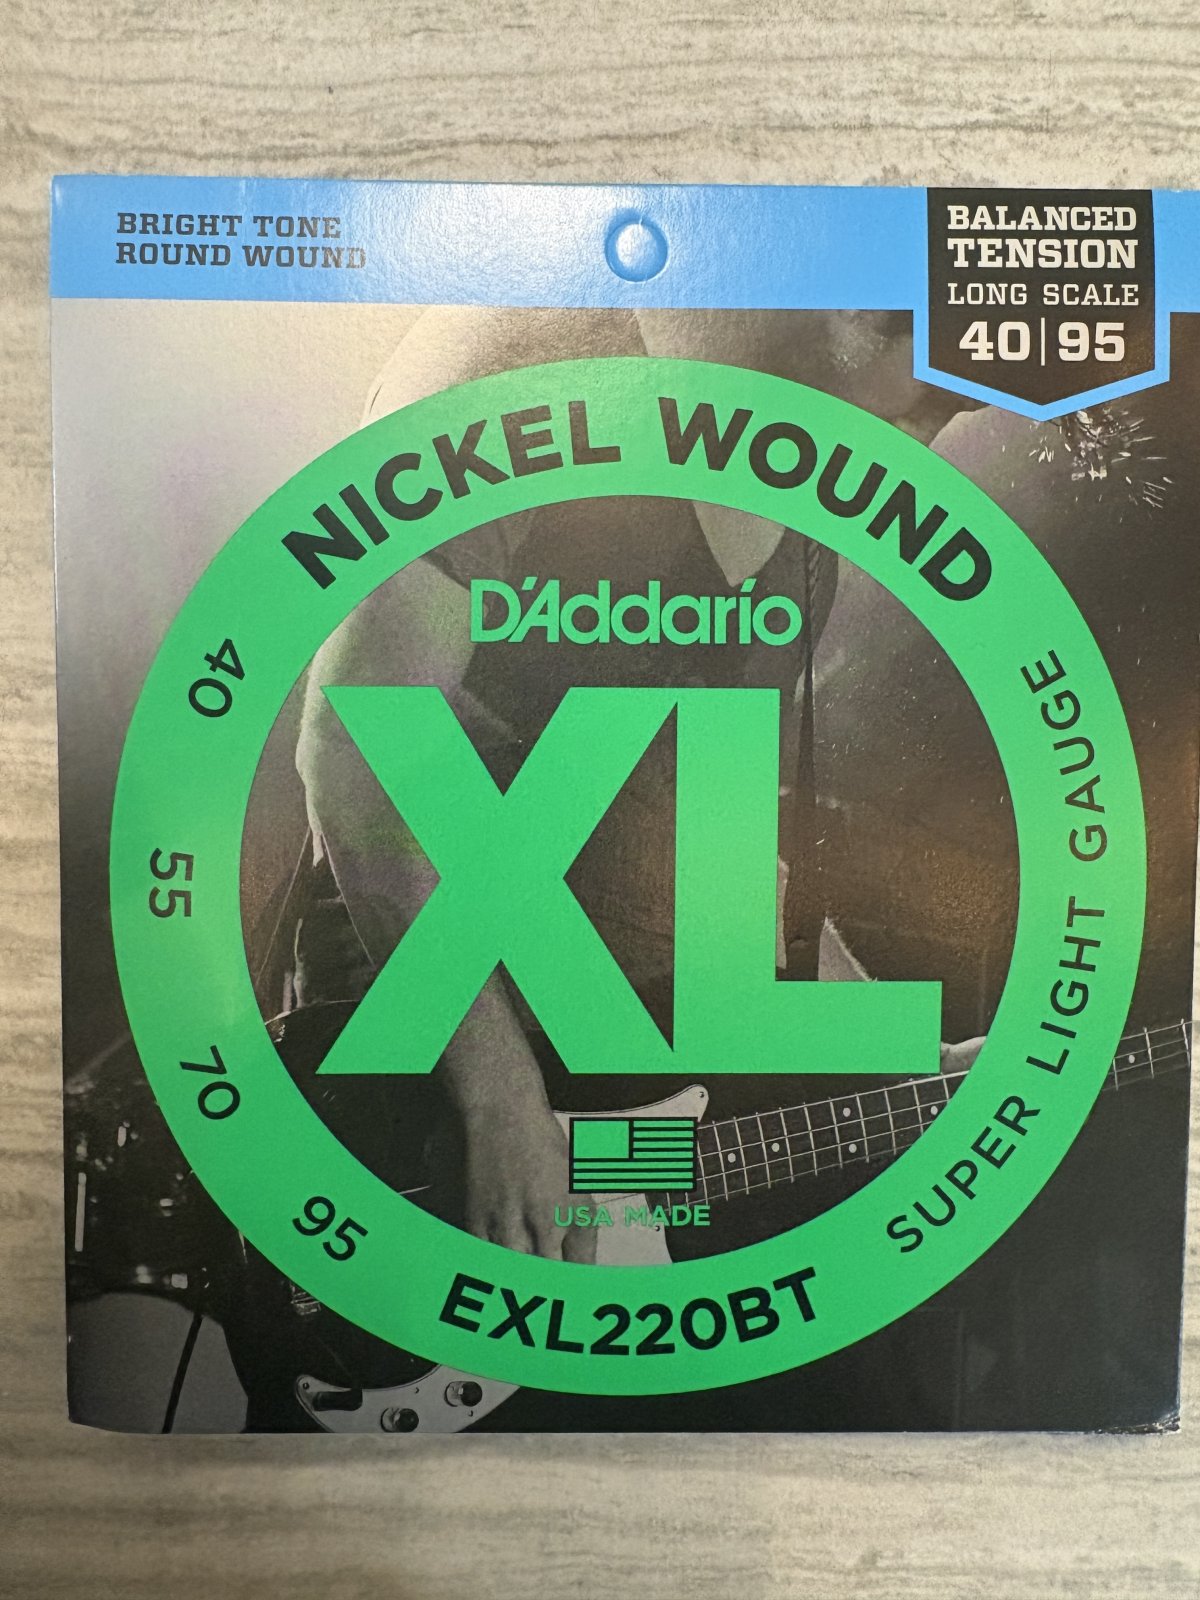 BRIGHT TONE
ROUND WOUND
BALANCED
TENSION
LONG SCALE
40|95
NICKEL WOUND
D'Addarío
XL
40
55
70
95
SUPER LIGHT GAUGE
USA MADE
EXL220BT